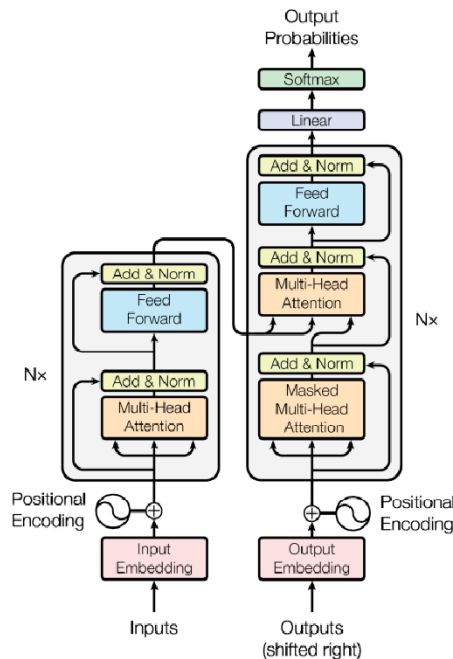 Output
Probabilities
Softmax
Linear
Add & Norm
Feed
Forward
Add & Norm
Multi-Head
Attention
Add & Norm
Masked
Multi-Head
Attention
Nx
Add & Norm
Feed
Forward
Add & Norm
Multi-Head
Attention
Nx
Positional
Encoding
Positional
Encoding
Input
Embedding
Output
Embedding
Inputs
Outputs
(shifted right)